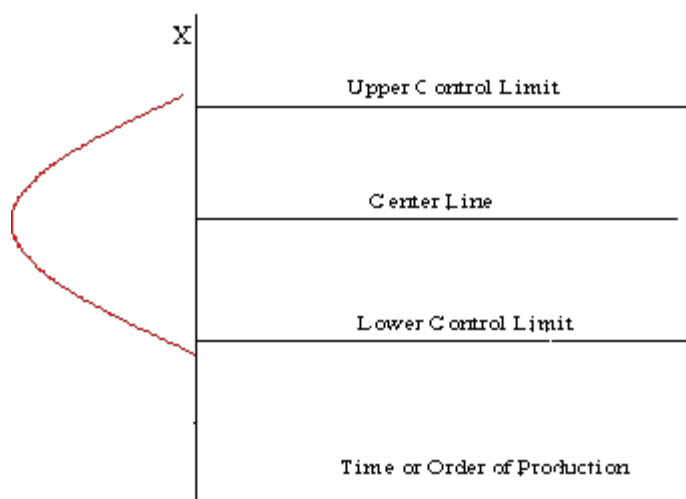 X
Upper Control Limit
Center Line
Lower Control Limit
Time or Order of Production